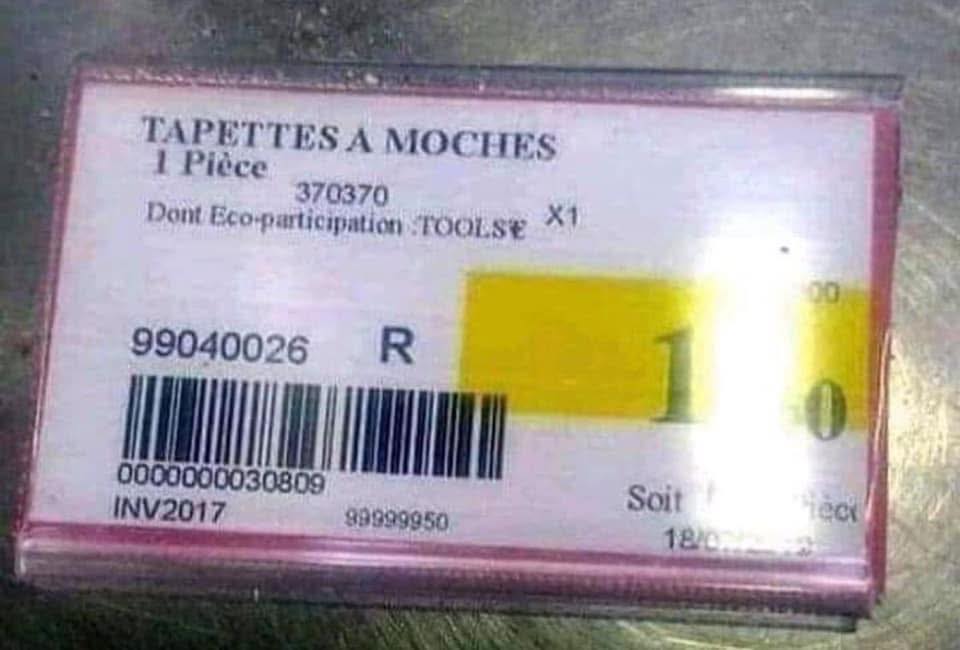 TAPETTES A MOCHES
1 Pièce
370370
Dont Eco-participation :TOOLS€ X1
99040026 R
0000000030809
INV2017 99999950
Soit